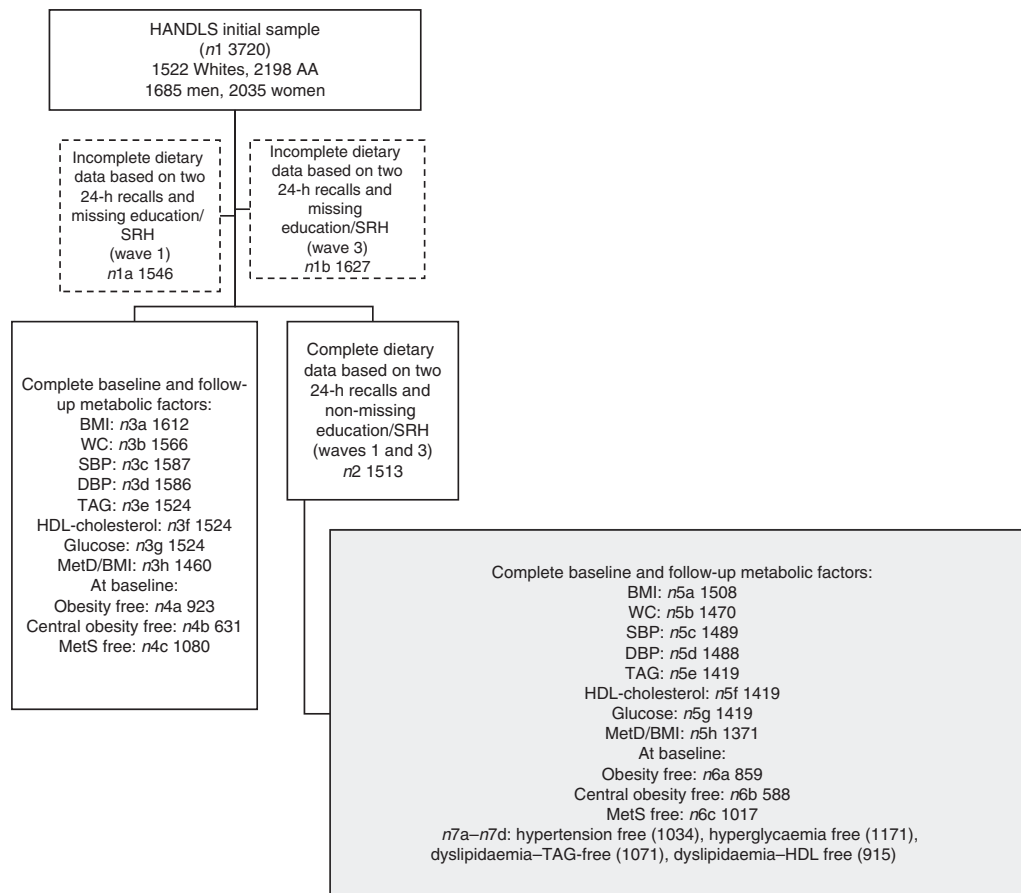 HANDLS initial sample
(n1 3720)
1522 Whites, 2198 AA
1685 men, 2035 women
Incomplete dietary
data based on two
24-h recalls and
missing education/
SRH
(wave 1)
n1a 1546
Incomplete dietary
data based on two
24-h recalls and
missing
education/SRH
(wave 3)
n1b 1627
Complete baseline and follow-
up metabolic factors:
BMI: n3a 1612
WC: n3b 1566
SBP: n3c 1587
DBP: n3d 1586
TAG: n3e 1524
HDL-cholesterol: n3f 1524
Glucose: n3g 1524
MetD/BMI: n3h 1460
At baseline:
Obesity free: n4a 923
Central obesity free: n4b 631
MetS free: n4c 1080
Complete dietary
data based on two
24-h recalls and
non-missing
education/SRH
(waves 1 and 3)
n2 1513
Complete baseline and follow-up metabolic factors:
BMI: n5a 1508
WC: n5b 1470
SBP: n5c 1489
DBP: n5d 1488
TAG: n5e 1419
HDL-cholesterol: n5f 1419
Glucose: n5g 1419
MetD/BMI: n5h 1371
At baseline:
Obesity free: n6a 859
Central obesity free: n6b 588
MetS free: n6c 1017
n7a–n7d: hypertension free (1034), hyperglycaemia free (1171),
dyslipidaemia–TAG-free (1071), dyslipidaemia–HDL free (915)